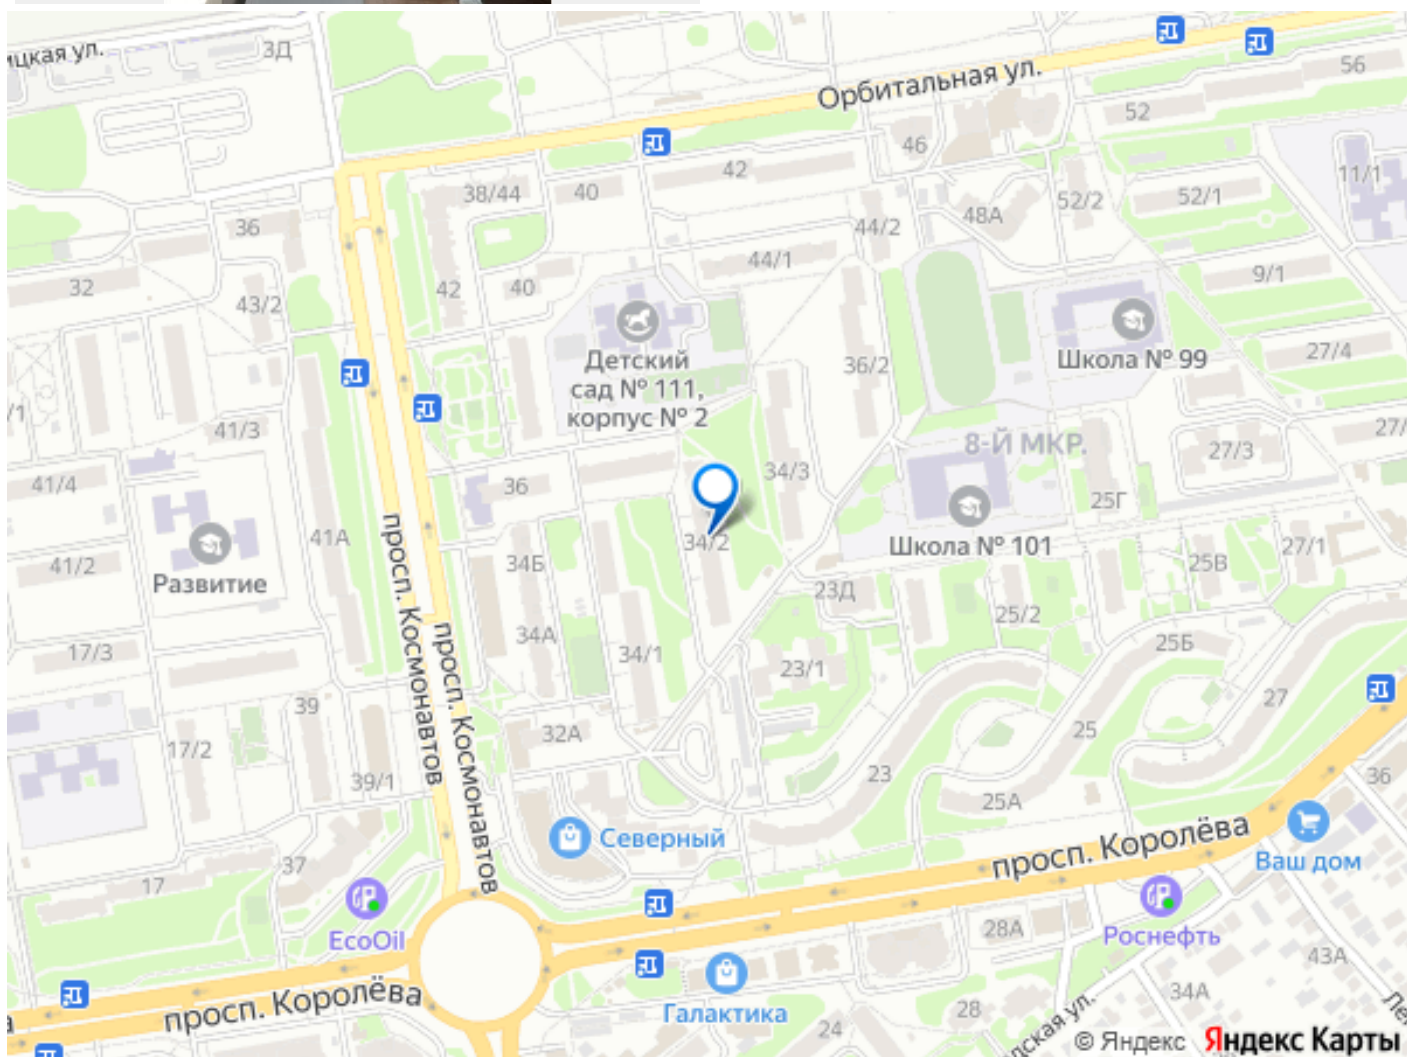 ицкая ул.
3Д
Орбитальная ул.
56
52
46
42
38/44
40
11/1
52/1
52/2
48А
44/2
36
44/1
9/1
32
43/2
42
40
Детский
сад № 111,
корпус № 2
Школа № 99
27/4
36/2
/1
41/3
8-Й МКР.
27/3
27/
41/4
36
34/3
25Г
просп. Космонавтов
41А
34/2
Школа № 101
27/1
41/2
Развитие
34Б
25В
23Д
25/2
просп. Космонавтов
34А
17/3
34/1
23/1
25Б
39
27
17/2
32А
25
39/1
23
25А
36
Северный
просп. Королёва
Ваш дом
37
17
EcoOil
28А
Роснефть
43А
просп. Королёва
а
Галактика
24
28
34А
дская ул.
Ле
© Яндекс Яндекс Карты